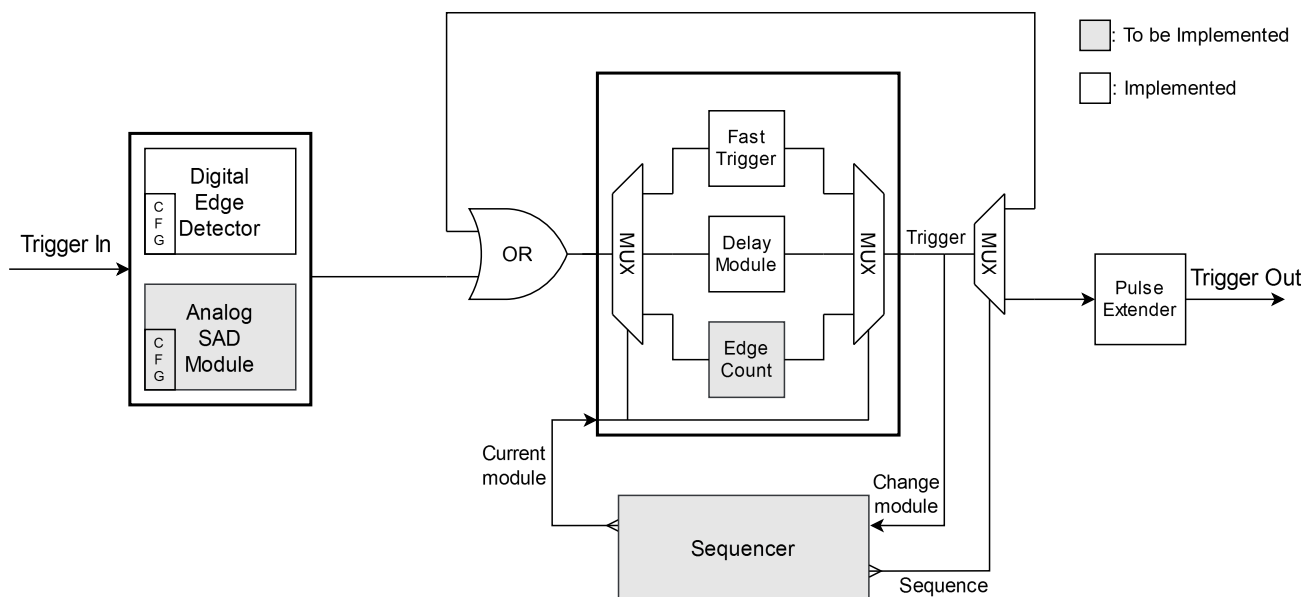 : To be Implemented
: Implemented
Trigger In
Digital
Edge
Detector
C
F
G
Analog
SAD
Module
C
F
G
OR
MUX
Fast
Trigger
Delay
Module
Edge
Count
MUX
Trigger
MUX
Pulse
Extender
Trigger Out
Current
module
Change
module
Sequencer
Sequence